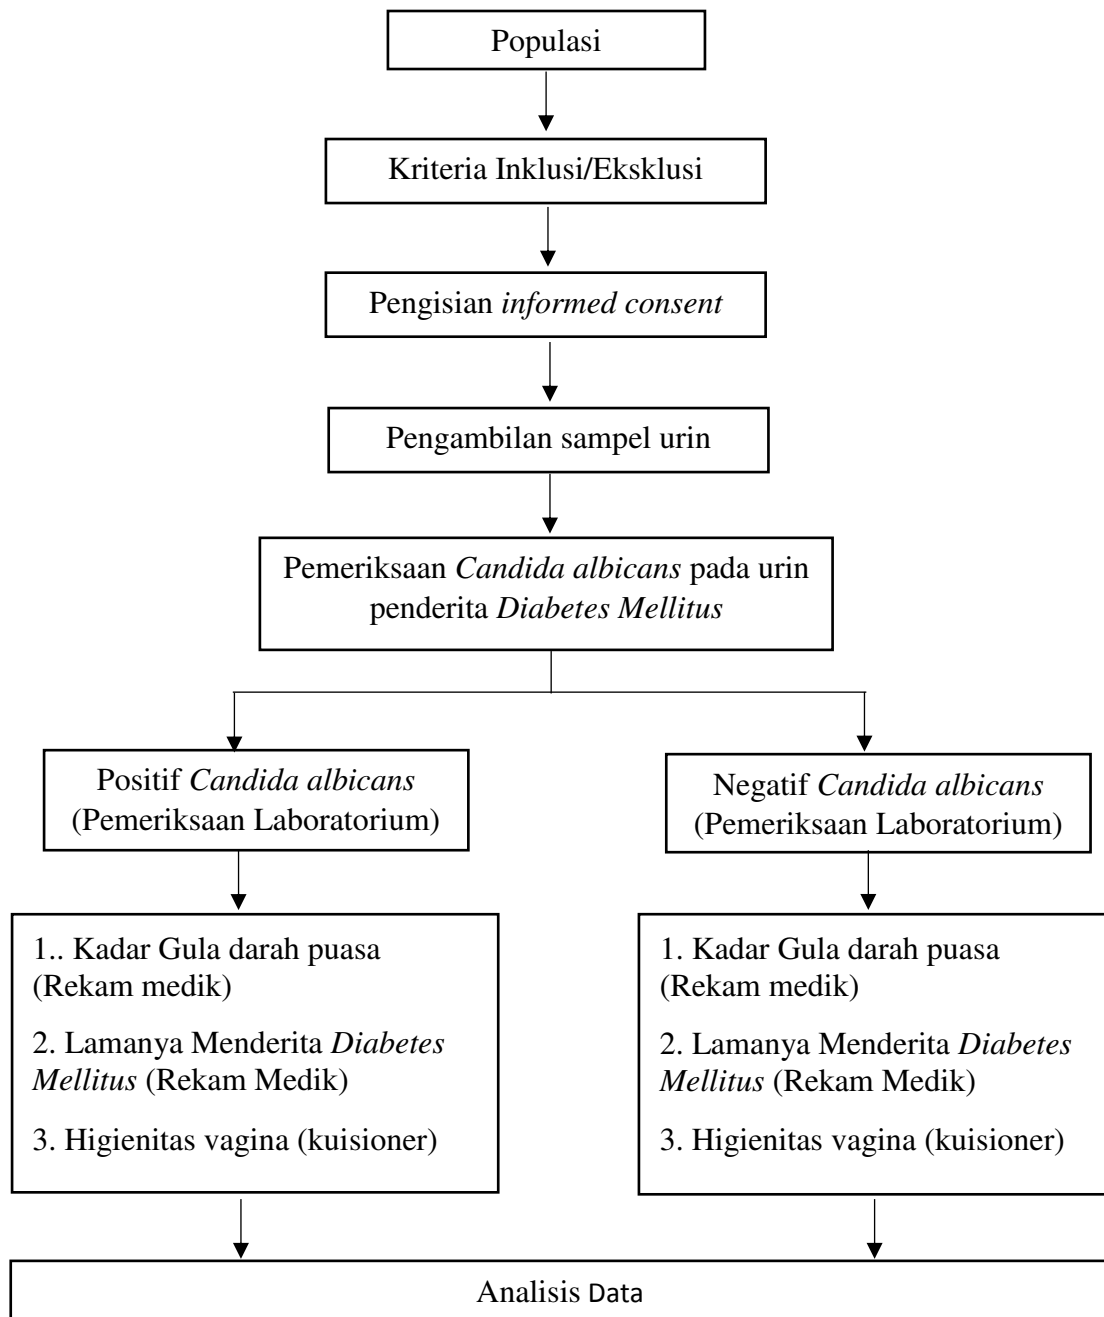 Populasi
Kriteria Inklusi/Eksklusi
Pengisian informed consent
Pengambilan sampel urin
Pemeriksaan Candida albicans pada urin
penderita Diabetes Mellitus
Positif Candida albicans
(Pemeriksaan Laboratorium)
Negatif Candida albicans
(Pemeriksaan Laboratorium)
1.. Kadar Gula darah puasa
(Rekam medik)
2. Lamanya Menderita Diabetes
Mellitus (Rekam Medik)
3. Higienitas vagina (kuisioner)
1. Kadar Gula darah puasa
(Rekam medik)
2. Lamanya Menderita Diabetes
Mellitus (Rekam Medik)
3. Higienitas vagina (kuisioner)
Analisis Data